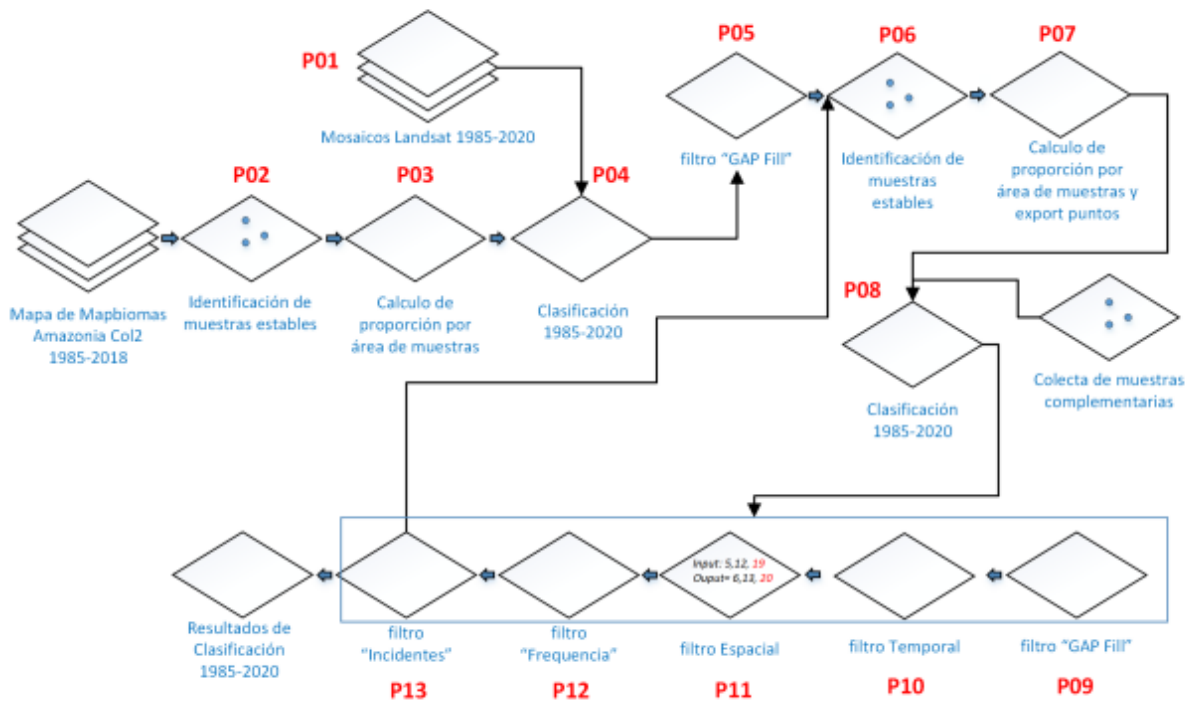 P01
Mosaicos Landsat 1985-2020
P05
filtro "GAP Fill"
P06
Identificación de
muestras
estables
P07
Calculo de
proporción por
área de muestras y
export puntos
Mapa de Mapbiomas
Amazonia Col2
1985-2018
P02
Identificación de
muestras estables
P03
Calculo de
proporción por
área de muestras
P04
Clasificación
1985-2020
P08
Clasificación
1985-2020
Colecta de muestras
complementarias
Resultados de
Clasificación
1985-2020
filtro
"Incidentes"
P13
filtro
"Frequencia"
P12
Input: 5,12, 19
Ouput= 6,13, 20
filtro Espacial
P11
filtro Temporal
P10
filtro "GAP Fill"
P09